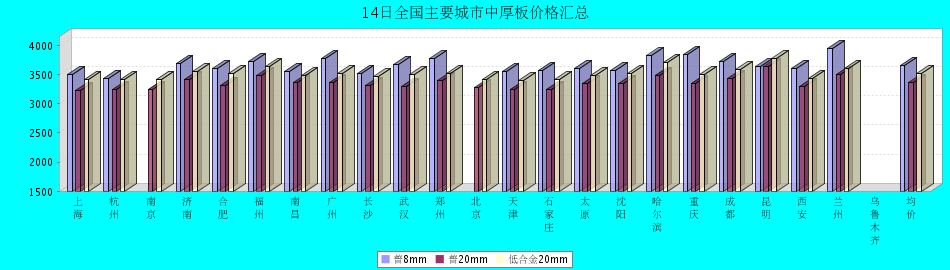 14日全国主要城市中厚板价格汇总
4000
3500
3000
2500
2000
1500
上海 杭州 南京 济南 合肥 福州 南昌 广州 长沙 武汉 郑州 北京 天津 石家庄 太原 沈阳 哈尔滨 重庆 成都 昆明 西安 兰州 乌鲁木齐 均价
普8mm 普20mm 低合金20mm